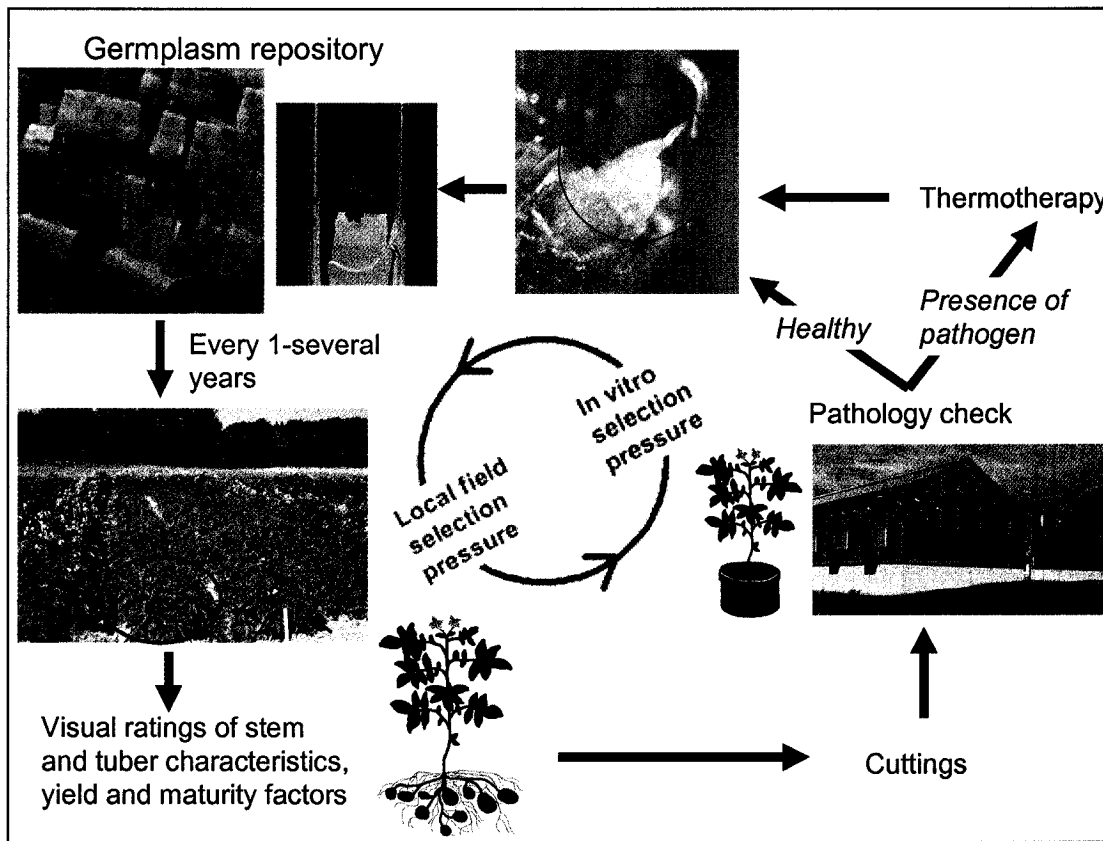 Germplasm repository
Thermotherapy
Healthy
Presence of
pathogen
Every 1-several
years
In vitro
selection
pressure
Local field
selection
pressure
Pathology check
Visual ratings of stem
and tuber characteristics,
yield and maturity factors
Cuttings